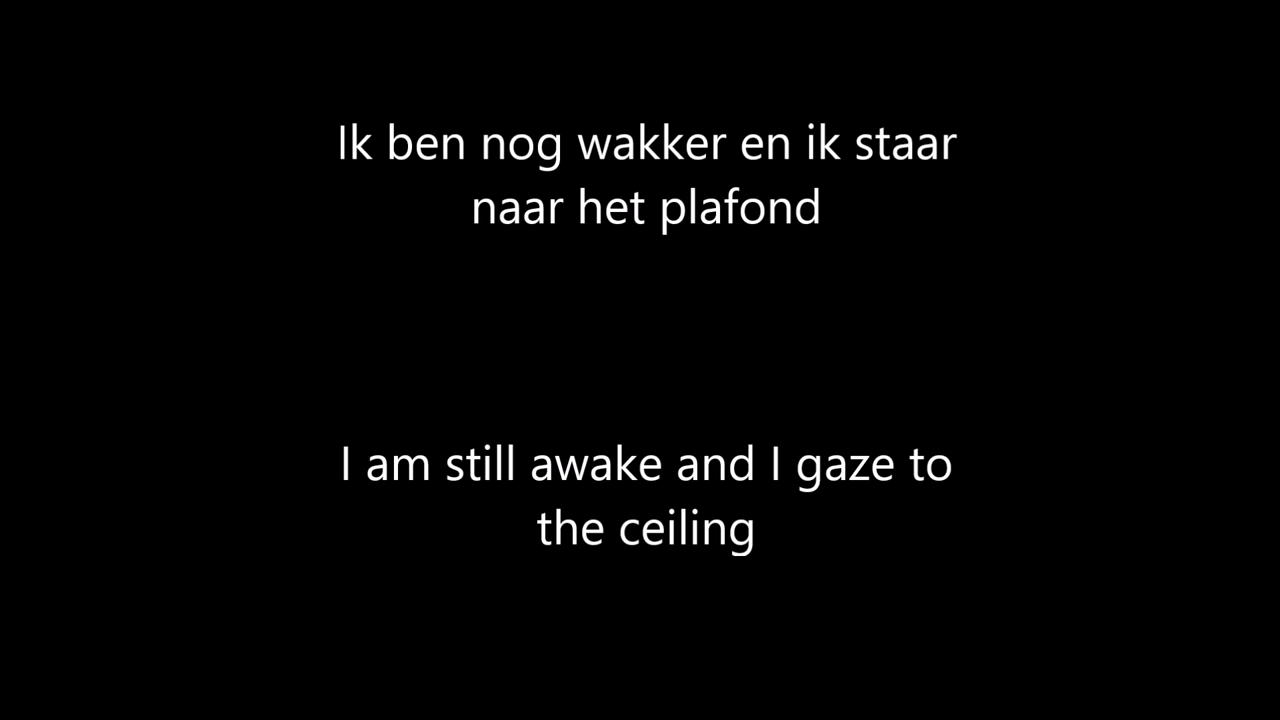 Ik ben nog wakker en ik staar
naar het plafond
I am still awake and I gaze to
the ceiling